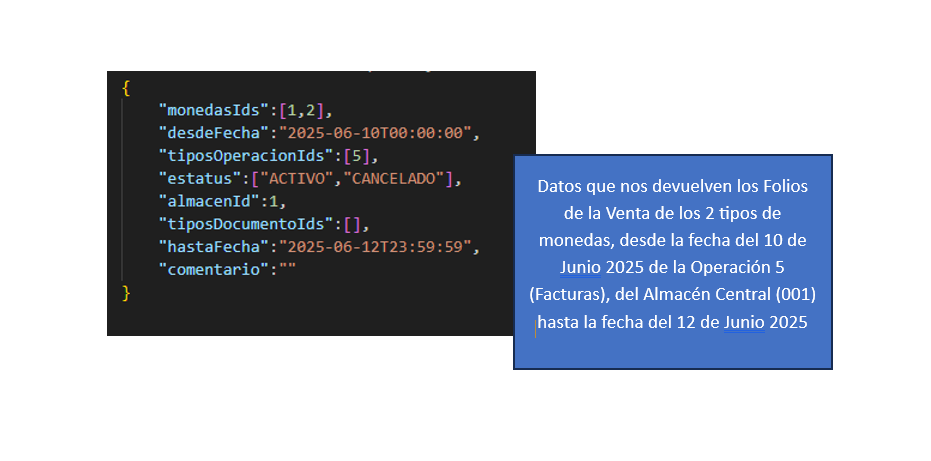 {
"monedasIds":[1,2],
"desdeFecha":"2025-06-10T00:00:00",
"tiposOperacionIds":[5],
"estatus":["ACTIVO","CANCELADO"],
"almacenId":1,
"tiposDocumentoIds":[],
"hastaFecha":"2025-06-12T23:59:59",
"comentario":""
}
Datos que nos devuelven los Folios
de la Venta de los 2 tipos de
monedas, desde la fecha del 10 de
Junio 2025 de la Operación 5
(Facturas), del Almacén Central (001)
hasta la fecha del 12 de Junio 2025